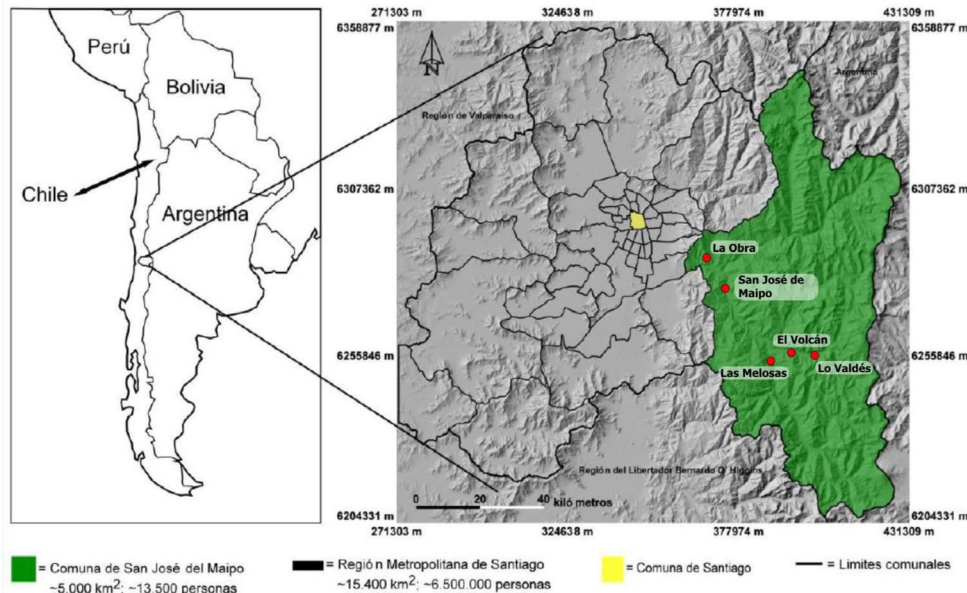 271303 m 324638 m 377974 m 431309 m
6358877 m 6358877 m
Perú
Bolivia
Chile
Argentina
N
Región de Valparaíso
Argentina
6307362 m 6307362 m
La Obra
San José de
Maipo
El Volcán
6255846 m 6255846 m
Las Melosas Lo Valdés
Región del Libertador Bernardo O' Higgins
0 20 40 kiló metros
6204331 m 6204331 m
271303 m 324638 m 377974 m 431309 m
= Comuna de San José del Maipo
~5.000 km²; ~13.500 personas
= Región Metropolitana de Santiago
~15.400 km²; ~6.500.000 personas
= Comuna de Santiago
= Limites comunales